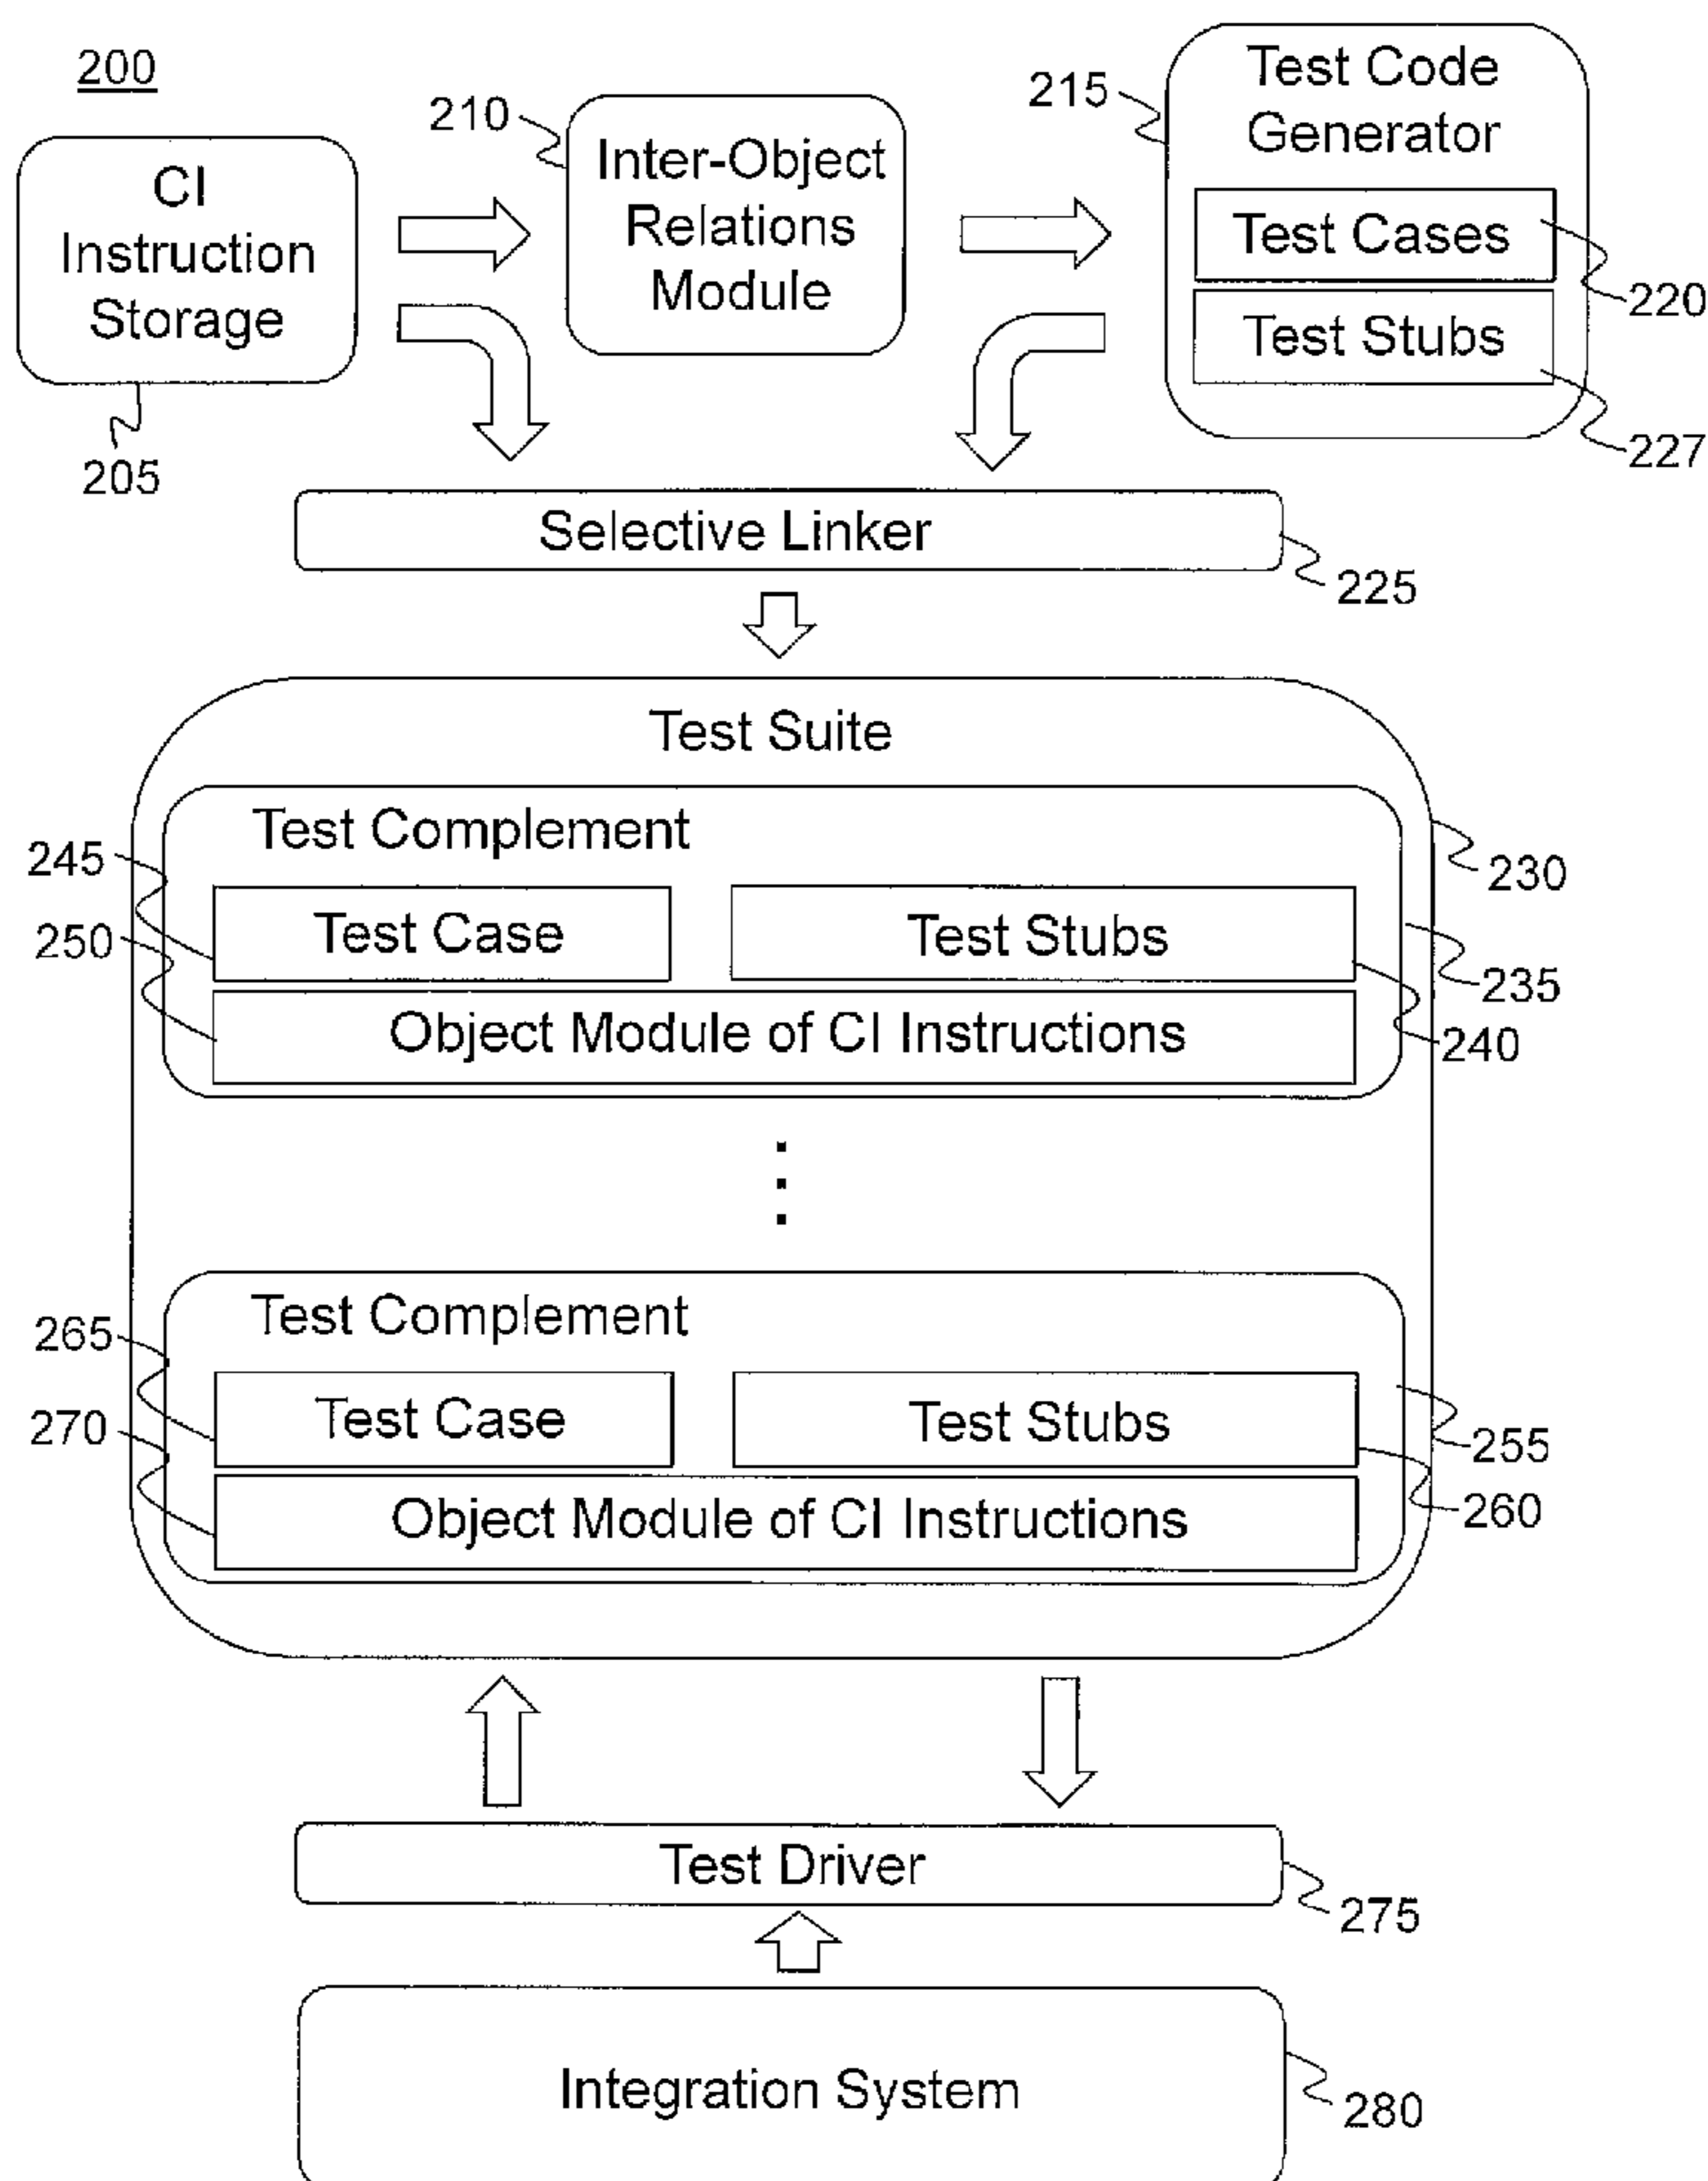 200
CI
Instruction
Storage
205
210
Inter-Object
Relations
Module
215
Test Code
Generator
Test Cases
220
Test Stubs
227
Selective Linker
225
Test Suite
230
Test Complement
235
245
Test Case
Test Stubs
240
250
Object Module of CI Instructions
Test Complement
255
265
Test Case
Test Stubs
260
270
Object Module of CI Instructions
Test Driver
275
Integration System
280